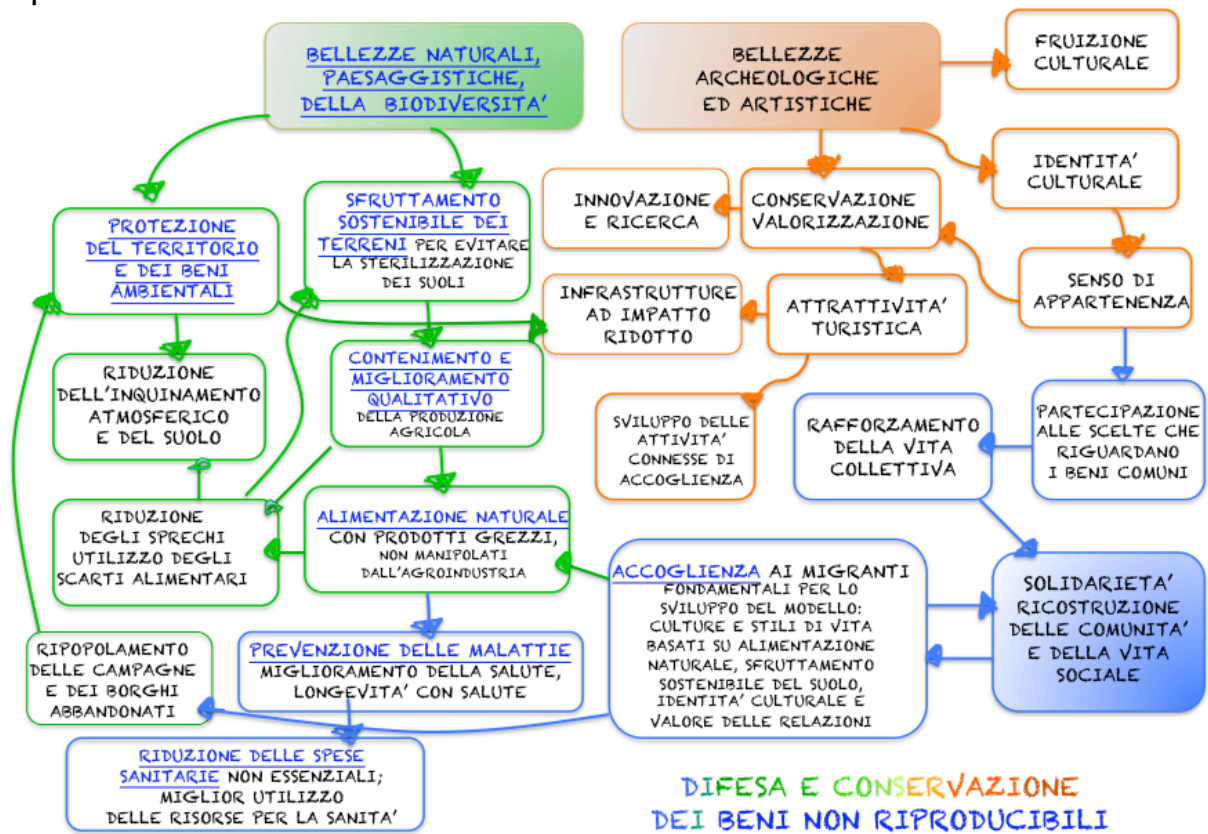 BELLEZZE NATURALI,
PAESAGGISTICHE,
DELLA BIODIVERSITA'
BELLEZZE
ARCHEOLOGICHE
ED ARTISTICHE
FRUIZIONE
CULTURALE
IDENTITA'
CULTURALE
INNOVAZIONE
E RICERCA
CONSERVAZIONE
VALORIZZAZIONE
SENSO DI
APPARTENENZA
PROTEZIONE
DEL TERRITORIO
E DEI BENI
AMBIENTALI
SFRUTTAMENTO
SOSTENIBILE DEI
TERRENI PER EVITARE
LA STERILIZZAZIONE
DEI SUOLI
INFRASTRUTTURE
AD IMPATTO
RIDOTTO
ATTRATTIVITA'
TURISTICA
RIDUZIONE
DELL'INQUINAMENTO
ATMOSFERICO
E DEL SUOLO
CONTENIMENTO E
MIGLIORAMENTO
QUALITATIVO
DELLA PRODUZIONE
AGRICOLA
SVILUPPO DELLE
ATTIVITA'
CONNESSE DI
ACCOGLIENZA
RAFFORZAMENTO
DELLA VITA
COLLETTIVA
PARTECIPAZIONE
ALLE SCELTE CHE
RIGUARDANO
I BENI COMUNI
RIDUZIONE
DEGLI SPRECHI
UTILIZZO DEGLI
SCARTI ALIMENTARI
ALIMENTAZIONE NATURALE
CON PRODOTTI GREZZI,
NON MANIPOLATI
DALL'AGROINDUSTRIA
ACCOGLIENZA AI MIGRANTI
FONDAMENTALI PER LO
SVILUPPO DEL MODELLO:
CULTURE E STILI DI VITA
BASATI SU ALIMENTAZIONE
NATURALE, SFRUTTAMENTO
SOSTENIBILE DEL SUOLO,
IDENTITA' CULTURALE E
VALORE DELLE RELAZIONI
SOLIDARIETA'
RICOSTRUZIONE
DELLE COMUNITA'
E DELLA VITA
SOCIALE
RIPOPOLAMENTO
DELLE CAMPAGNE
E DEI BORGHI
ABBANDONATI
PREVENZIONE DELLE MALATTIE
MIGLIORAMENTO DELLA SALUTE,
LONGEVITA' CON SALUTE
RIDUZIONE DELLE SPESE
SANITARIE NON ESSENZIALI;
MIGLIOR UTILIZZO
DELLE RISORSE PER LA SANITA'
DIFESA E CONSERVAZIONE
DEI BENI NON RIPRODUCIBILI